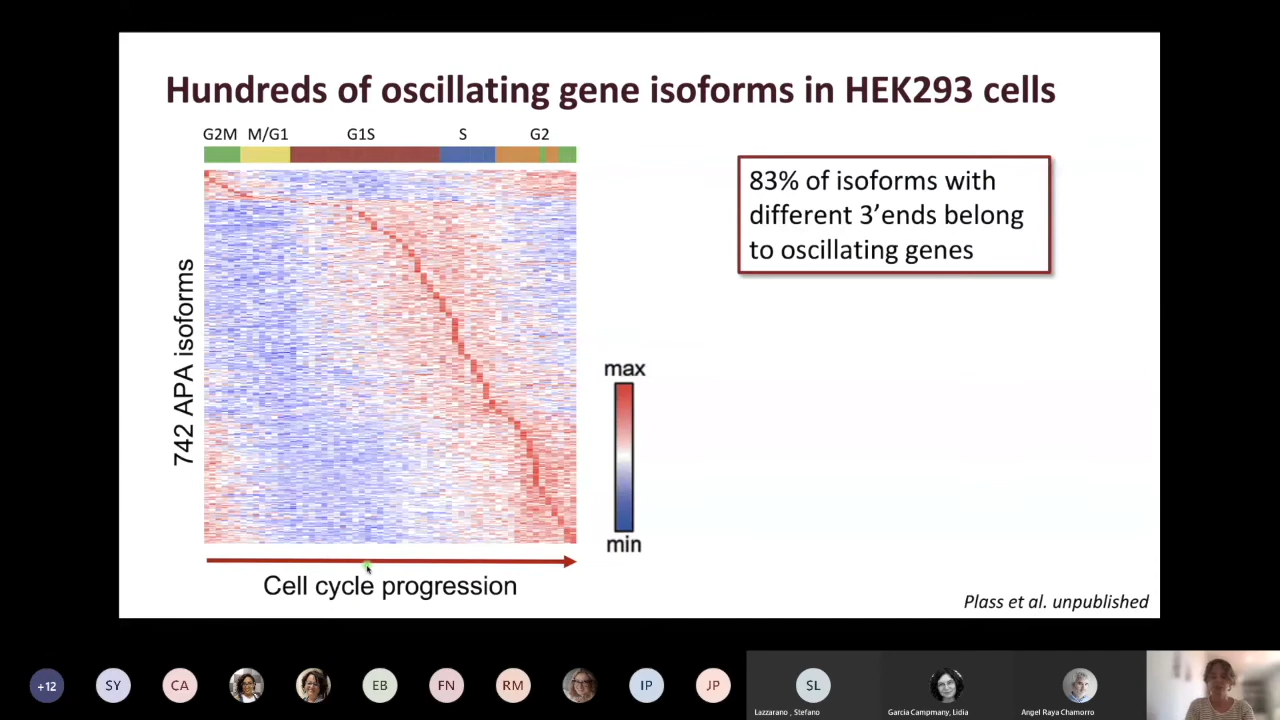 Hundreds of oscillating gene isoforms in HEK293 cells
G2M M/G1 G1S S G2
742 APA isoforms
Cell cycle progression
max
min
83% of isoforms with
different 3’ends belong
to oscillating genes
Plass et al. unpublished
+12 SY CA EB FN RM IP JP SL
Lazzarano , Stefano
García Campmany, Lidia
Angel Raya Chamorro